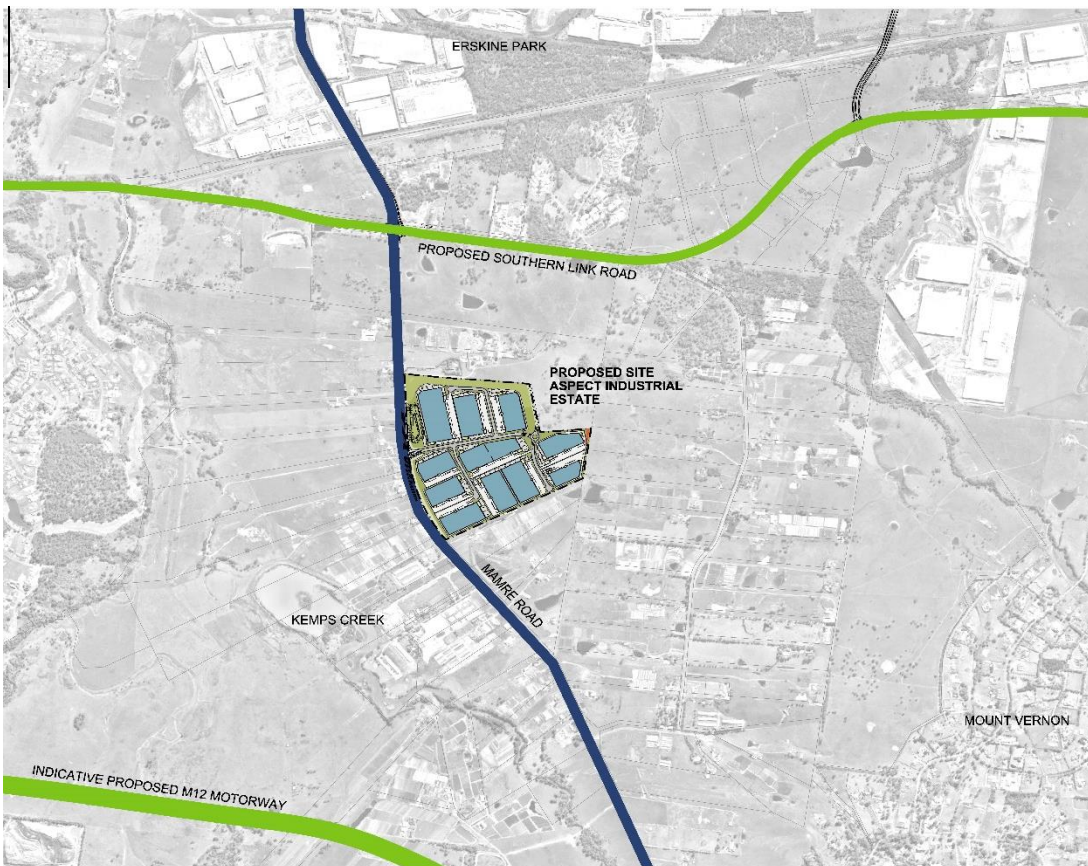 ERSKINE PARK
PROPOSED SOUTHERN LINK ROAD
PROPOSED SITE
ASPECT INDUSTRIAL
ESTATE
MAMRE ROAD
KEMPS CREEK
MOUNT VERNON
INDICATIVE PROPOSED M12 MOTORWAY